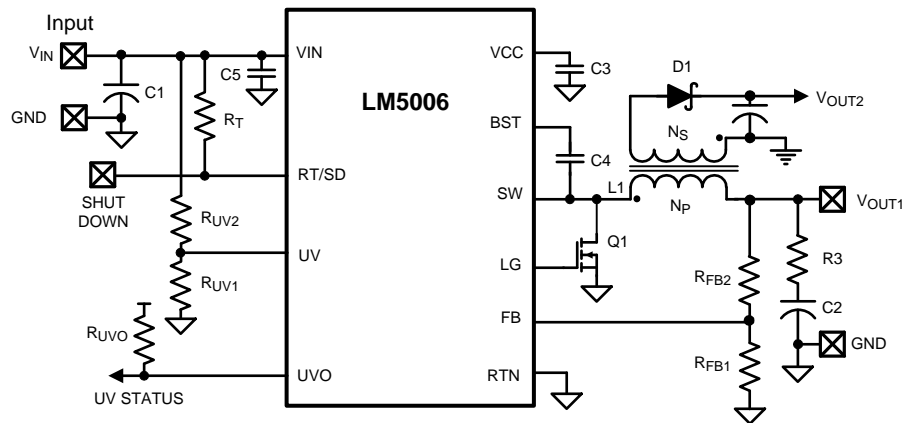 Input
VIN
C1
GND
RT
C5
SHUT
DOWN
RUV2
RUV1
RUVO
UV STATUS
LM5006
VIN
RT/SD
UV
UVO
VCC
BST
SW
LG
FB
RTN
C3
C4
D1
VOUT2
NS
L1
NP
Q1
VOUT1
RFB2
R3
C2
GND
RFB1